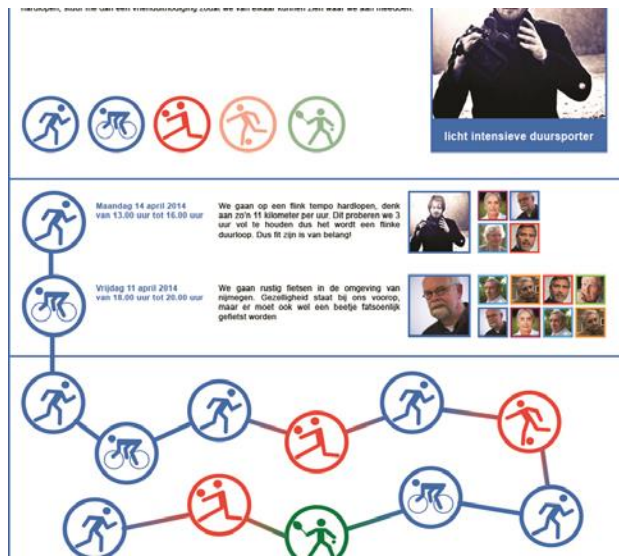 hardlopen, stuur me dan een vrienduitnodiging zodat we van elkaar kunnen zien waar we aan meedoen.
licht intensieve duursporter
Maandag 14 april 2014
van 13.00 uur tot 16.00 uur
We gaan op een flink tempo hardlopen, denk
aan zo'n 11 kilometer per uur. Dit proberen we 3
uur vol te houden dus het wordt een flinke
duurloop. Dus fit zijn is van belang!
Vrijdag 11 april 2014
van 18.00 uur tot 20.00 uur
We gaan rustig fietsen in de omgeving van
nijmegen. Gezelligheid staat bij ons voorop,
maar er moet ook wel een beetje fatsoenlijk
gefietst worden